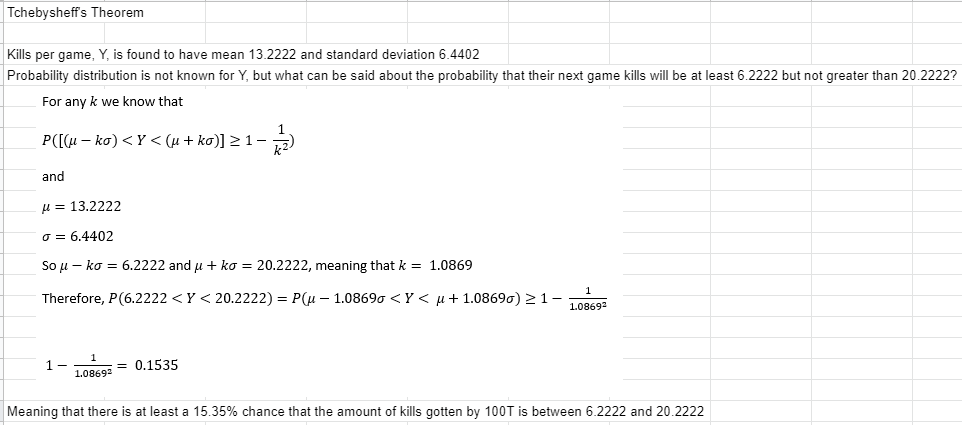 Tchebysheff's Theorem
Kills per game, Y, is found to have mean 13.2222 and standard deviation 6.4402
Probability distribution is not known for Y, but what can be said about the probability that their next game kills will be at least 6.2222 but not greater than 20.2222?
For any k we know that
P([(μ − kσ) < Y < (μ + kσ)] ≥ 1 − 1/k²)
and
μ = 13.2222
σ = 6.4402
So μ − kσ = 6.2222 and μ + kσ = 20.2222, meaning that k = 1.0869
Therefore, P(6.2222 < Y < 20.2222) = P(μ − 1.0869σ < Y < μ + 1.0869σ) ≥ 1 − 1/1.0869²
1 − 1/1.0869² = 0.1535
Meaning that there is at least a 15.35% chance that the amount of kills gotten by 100T is between 6.2222 and 20.2222